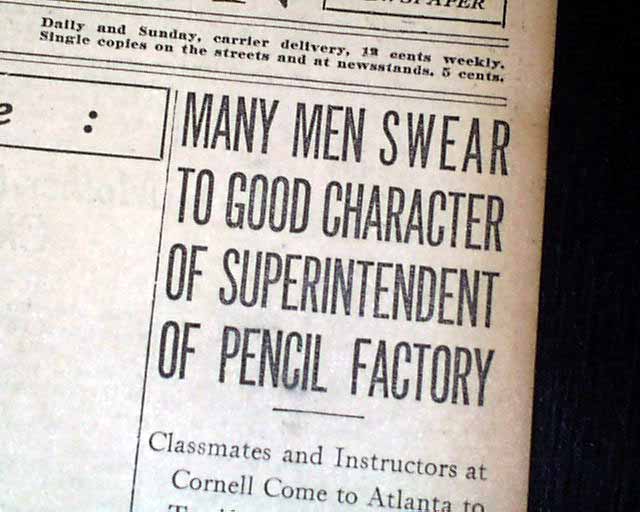 Daily and Sunday, carrier delivery, 12 cents weekly.
Single copies on the streets and at newsstands. 5 cents.
e :
MANY MEN SWEAR
TO GOOD CHARACTER
OF SUPERINTENDENT
OF PENCIL FACTORY
Classmates and Instructors at
Cornell Come to Atlanta to